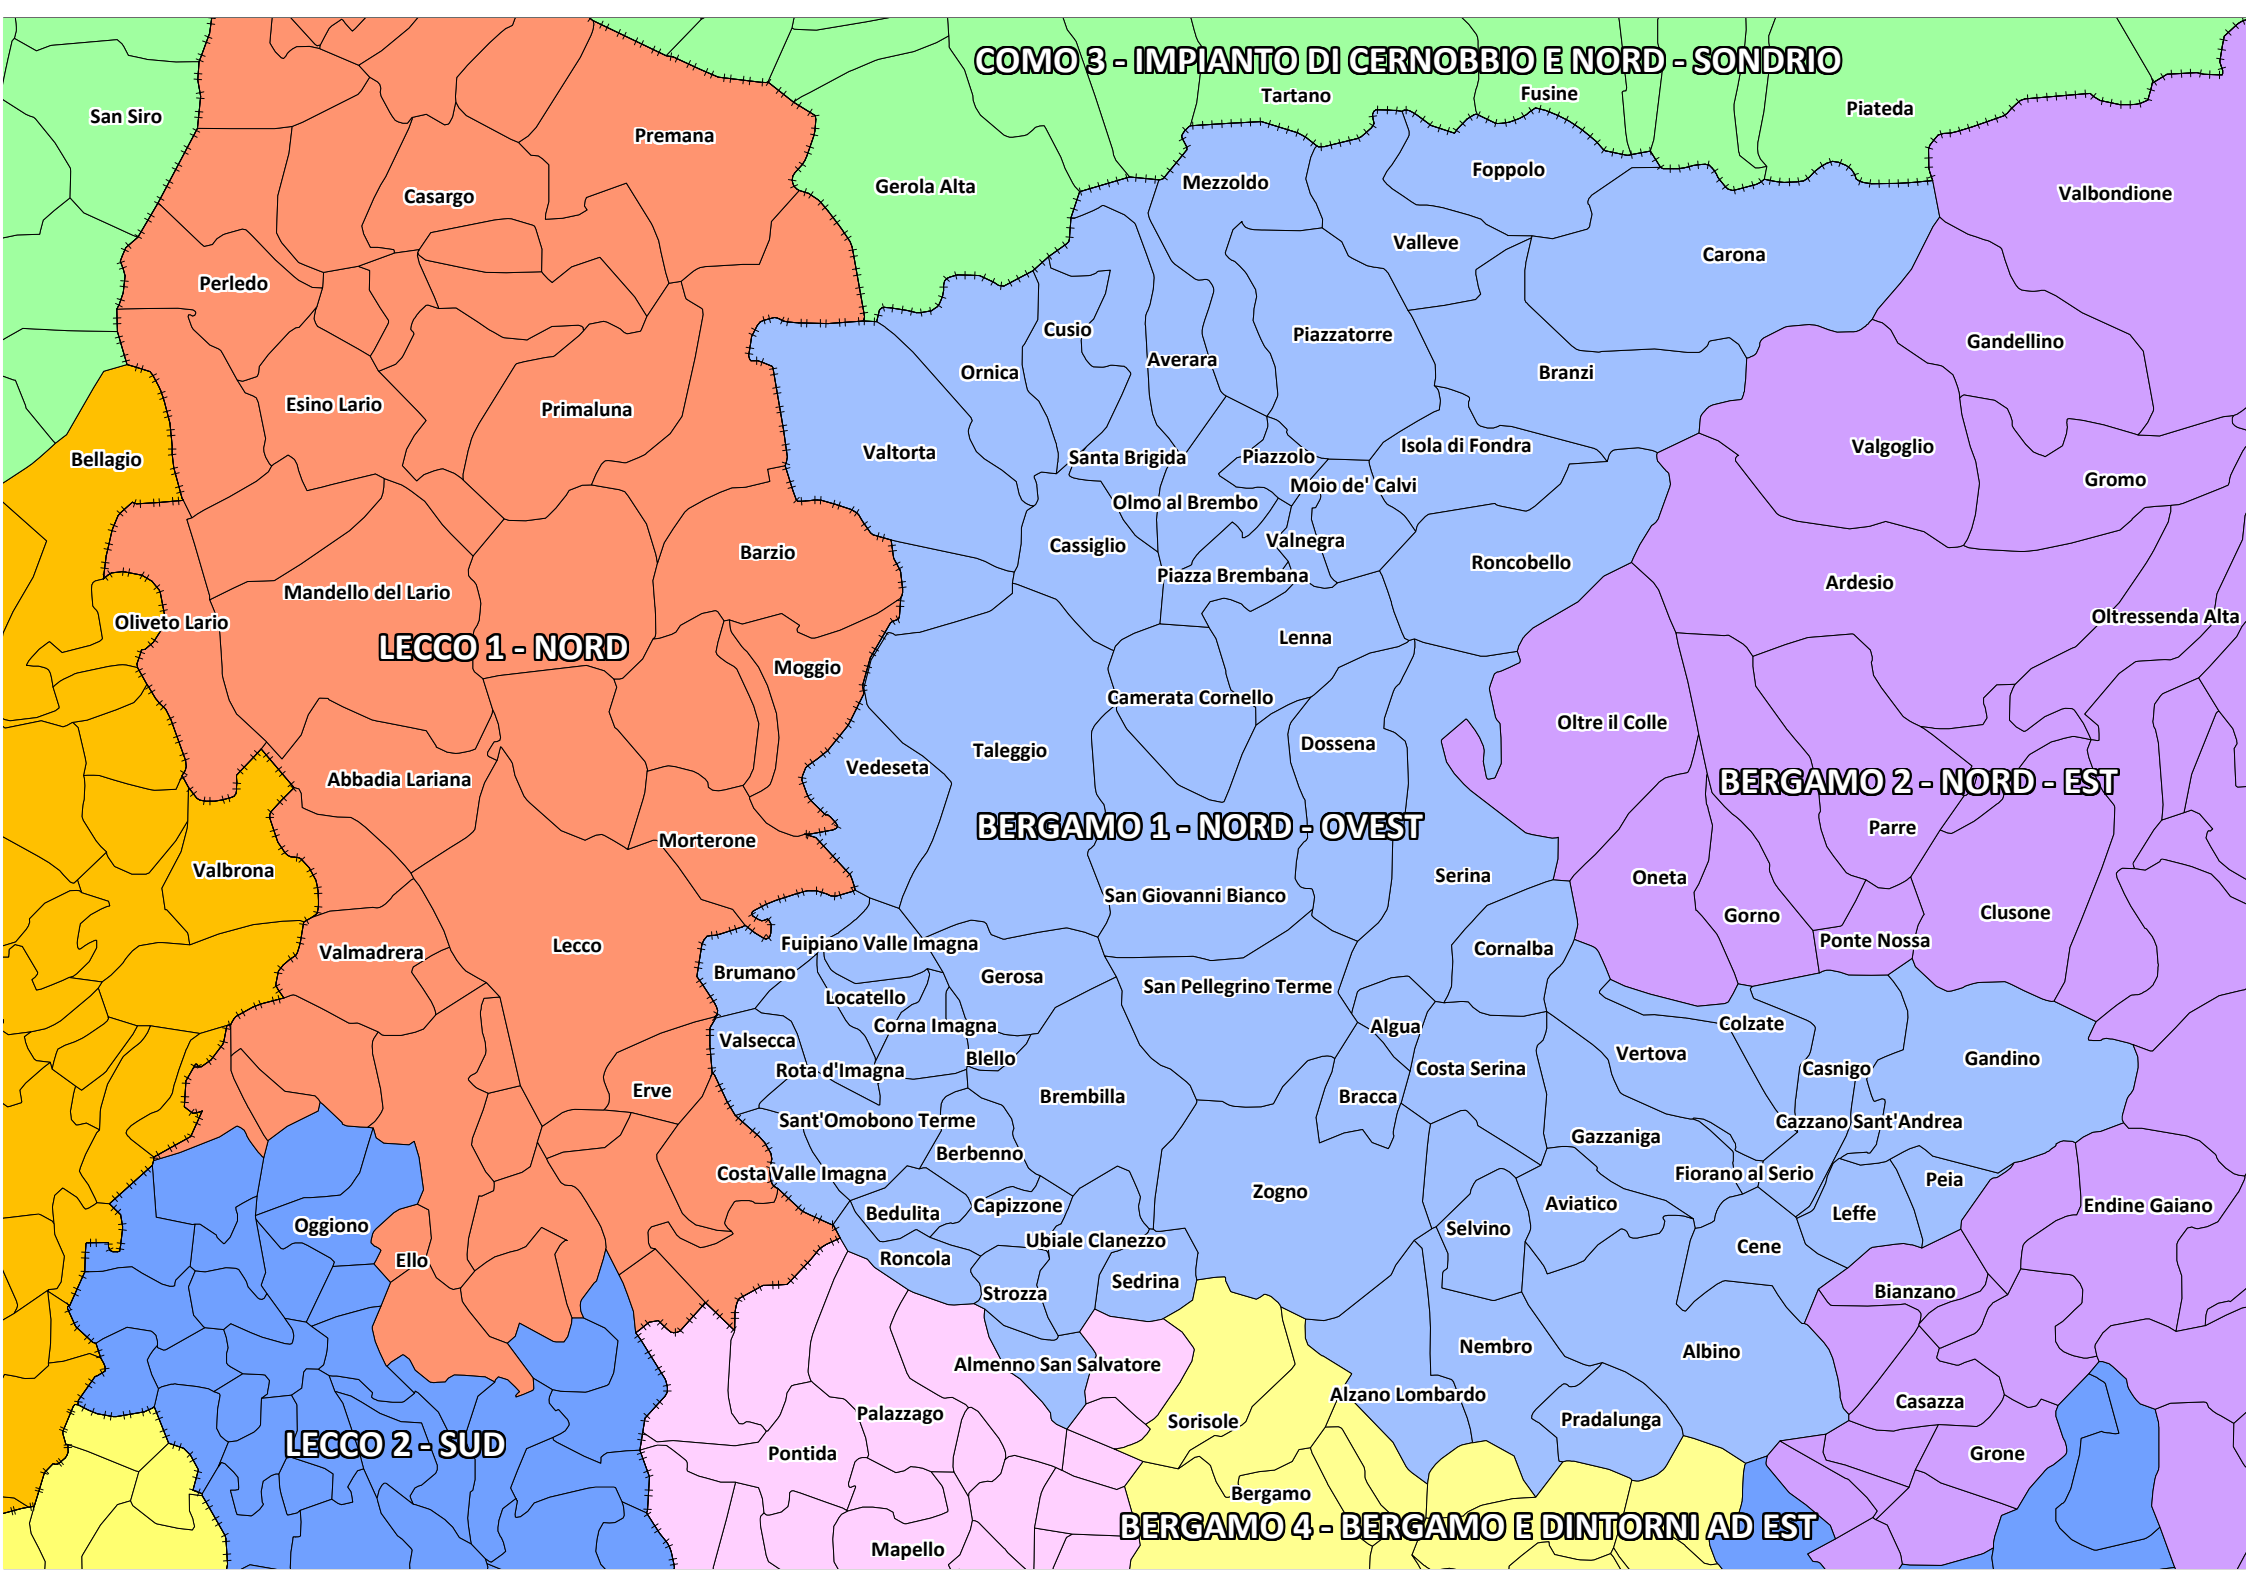 COMO 3 - IMPIANTO DI CERNOBBIO E NORD - SONDRIO
Tartano
Fusine
San Siro
Piateda
Premana
Mezzoldo
Foppolo
Gerola Alta
Casargo
Valbondione
Valleve
Carona
Perledo
Cusio
Piazzatorre
Gandellino
Averara
Ornica
Branzi
Esino Lario
Primaluna
Isola di Fondra
Valgoglio
Valtorta
Bellagio
Santa Brigida
Piazzolo
Gromo
Moio de' Calvi
Olmo al Brembo
Valnegra
Cassiglio
Barzio
Roncobello
Piazza Brembana
Ardesio
Mandello del Lario
Oltressenda Alta
Oliveto Lario
Lenna
LECCO 1 - NORD
Moggio
Camerata Cornello
Oltre il Colle
Dossena
Taleggio
Vedeseta
Abbadia Lariana
BERGAMO 2 - NORD - EST
BERGAMO 1 - NORD - OVEST
Parre
Morterone
Valbrona
Serina
Oneta
San Giovanni Bianco
Gorno
Clusone
Ponte Nossa
Lecco
Fuipiano Valle Imagna
Cornalba
Valmadrera
Brumano
Gerosa
San Pellegrino Terme
Locatello
Corna Imagna
Algua
Colzate
Valsecca
Vertova
Blello
Gandino
Rota d'Imagna
Costa Serina
Casnigo
Erve
Brembilla
Bracca
Sant'Omobono Terme
Cazzano Sant'Andrea
Gazzaniga
Berbenno
Costa Valle Imagna
Fiorano al Serio
Peia
Zogno
Aviatico
Capizzone
Endine Gaiano
Bedulita
Leffe
Oggiono
Selvino
Ubiale Clanezzo
Cene
Roncola
Ello
Sedrina
Strozza
Bianzano
Nembro
Albino
Almenno San Salvatore
Alzano Lombardo
Casazza
Palazzago
Sorisole
Pradalunga
LECCO 2 - SUD
Pontida
Grone
Bergamo
BERGAMO 4 - BERGAMO E DINTORNI AD EST
Mapello